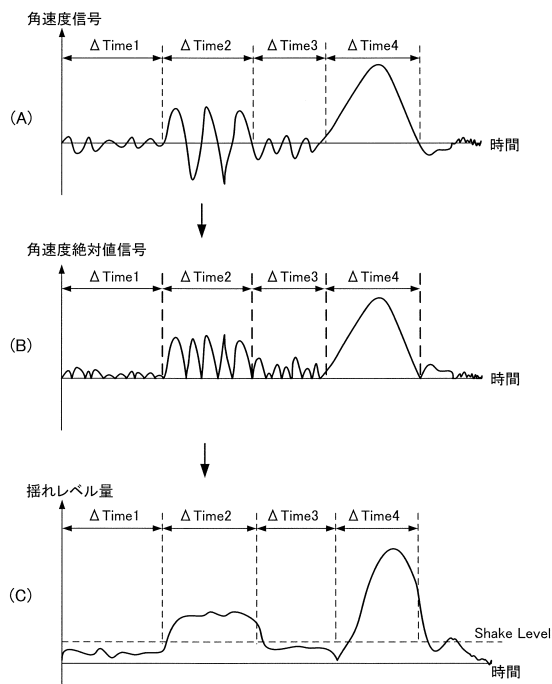 角速度信号
ΔTime1 ΔTime2 ΔTime3 ΔTime4
(A)
時間
角速度絶対値信号
ΔTime1 ΔTime2 ΔTime3 ΔTime4
(B)
時間
揺れレベル量
ΔTime1 ΔTime2 ΔTime3 ΔTime4
(C)
Shake Level
時間